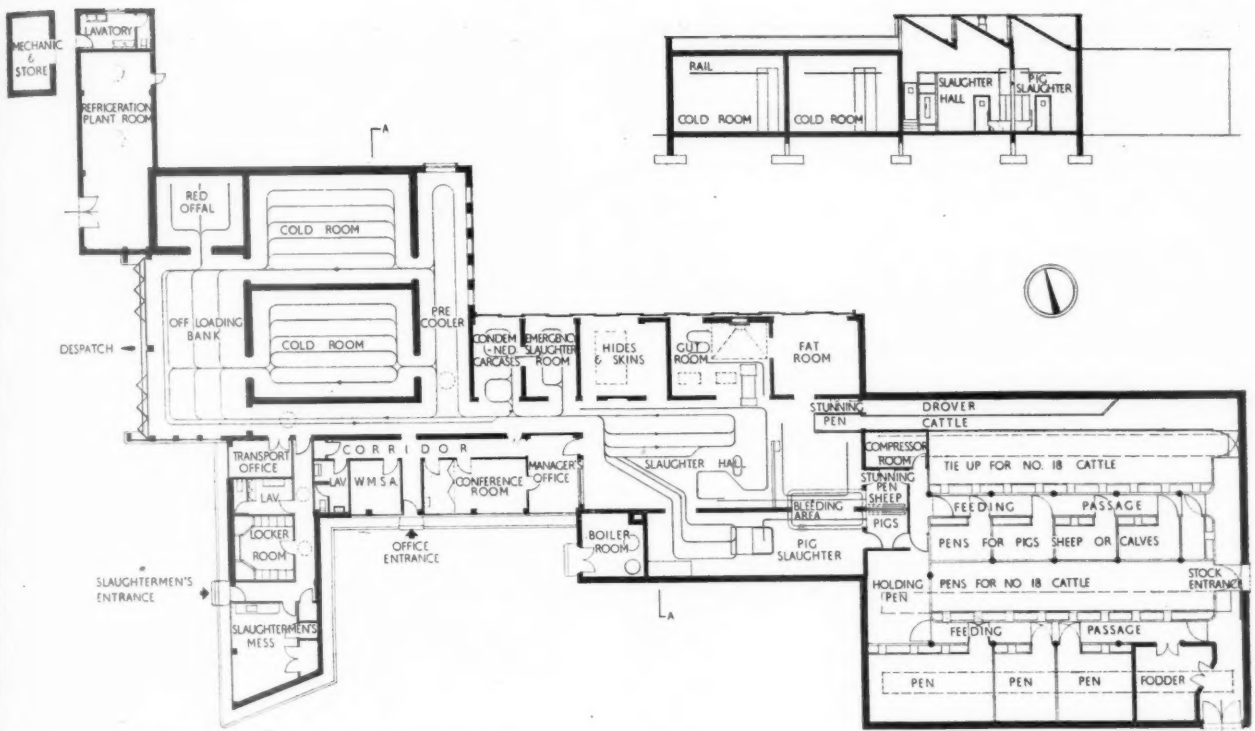 MECHANIC
&
STORE
LAVATORY
REFRIGERATION
PLANT ROOM
A
RAIL
COLD ROOM
COLD ROOM
SLAUGHTER
HALL
PIG
SLAUGHTER
RED
OFFAL
COLD ROOM
OFF LOADING
BANK
COLD ROOM
PRE
COOLER
DESPATCH
CONDEM
-NED
CARCASES
EMERGENCY
SLAUGHTER
ROOM
HIDES
& SKINS
GUT
ROOM
FAT
ROOM
STUNNING
PEN
DROVER
CATTLE
COMPRESSOR
ROOM
TIE UP FOR NO. 18 CATTLE
STUNNING
PEN
SHEEP
FEEDING PASSAGE
PIGS
PENS FOR PIGS SHEEP OR CALVES
HOLDING
PEN
PENS FOR NO 18 CATTLE
STOCK
ENTRANCE
FEEDING PASSAGE
PEN
PEN
PEN
FODDER
TRANSPORT
OFFICE
CORRIDOR
LAV.
LAV
W.M.S.A.
CONFERENCE
ROOM
MANAGER'S
OFFICE
SLAUGHTER HALL
BLEEDING
AREA
PIG
SLAUGHTER
BOILER
ROOM
LOCKER
ROOM
OFFICE
ENTRANCE
SLAUGHTERMEN'S
ENTRANCE
SLAUGHTERMEN'S
MESS
A